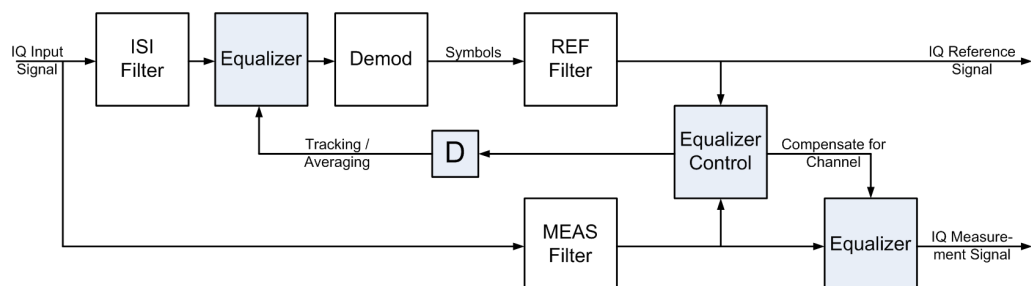 IQ Input
Signal
ISI
Filter
Equalizer
Demod
Symbols
REF
Filter
IQ Reference
Signal
Tracking /
Averaging
D
Equalizer
Control
Compensate for
Channel
MEAS
Filter
Equalizer
IQ Measure-
ment Signal